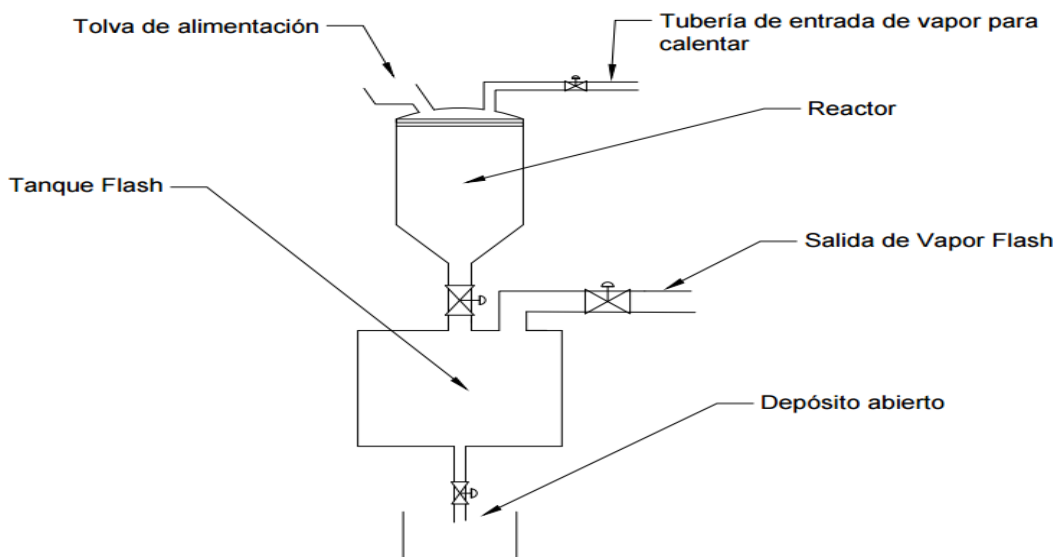 Tolva de alimentación
Tubería de entrada de vapor para
calentar
Reactor
Tanque Flash
Salida de Vapor Flash
Depósito abierto